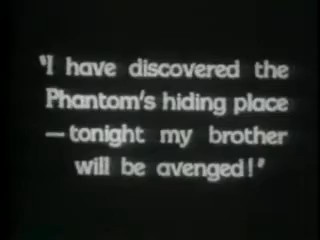 "I have discovered the
Phantom's hiding place
—tonight my brother
will be avenged!"